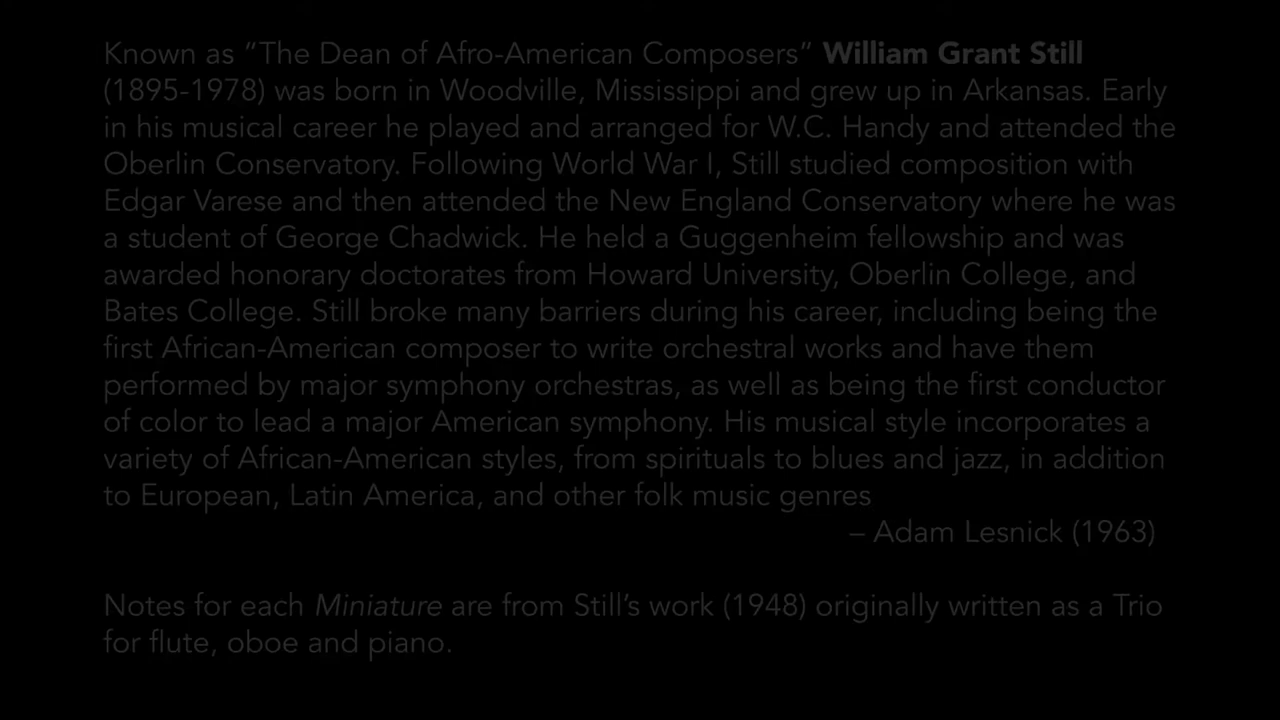 Known as “The Dean of Afro-American Composers” William Grant Still
(1895-1978) was born in Woodville, Mississippi and grew up in Arkansas. Early
in his musical career he played and arranged for W.C. Handy and attended the
Oberlin Conservatory. Following World War I, Still studied composition with
Edgar Varese and then attended the New England Conservatory where he was
a student of George Chadwick. He held a Guggenheim fellowship and was
awarded honorary doctorates from Howard University, Oberlin College, and
Bates College. Still broke many barriers during his career, including being the
first African-American composer to write orchestral works and have them
performed by major symphony orchestras, as well as being the first conductor
of color to lead a major American symphony. His musical style incorporates a
variety of African-American styles, from spirituals to blues and jazz, in addition
to European, Latin America, and other folk music genres
– Adam Lesnick (1963)
Notes for each Miniature are from Still’s work (1948) originally written as a Trio
for flute, oboe and piano.